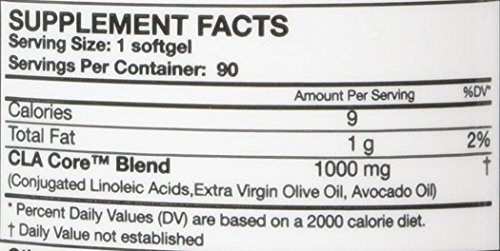 SUPPLEMENT FACTS
Serving Size: 1 softgel
Servings Per Container: 90
Amount Per Serving %DV*
Calories 9
Total Fat 1 g 2%
CLA Core™ Blend 1000 mg †
(Conjugated Linoleic Acids,Extra Virgin Olive Oil, Avocado Oil)
* Percent Daily Values (DV) are based on a 2000 calorie diet.
† Daily Value not established